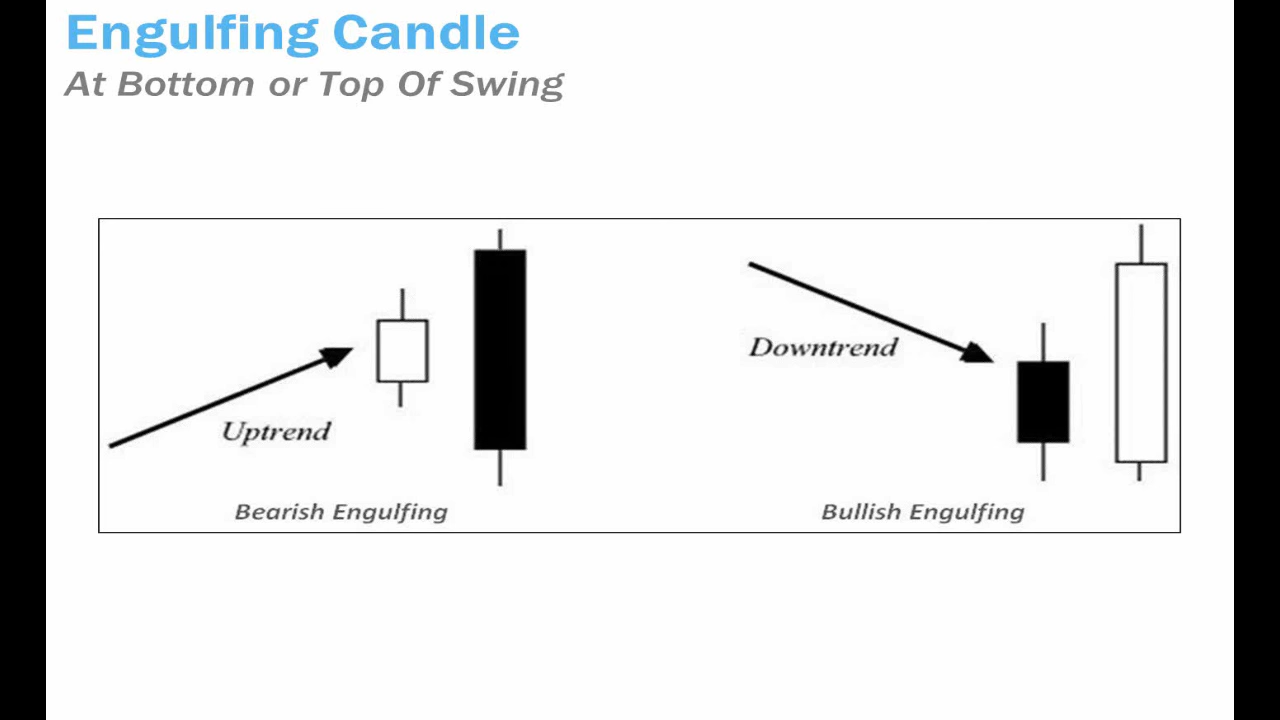 Engulfing Candle
At Bottom or Top Of Swing
Uptrend
Downtrend
Bearish Engulfing
Bullish Engulfing